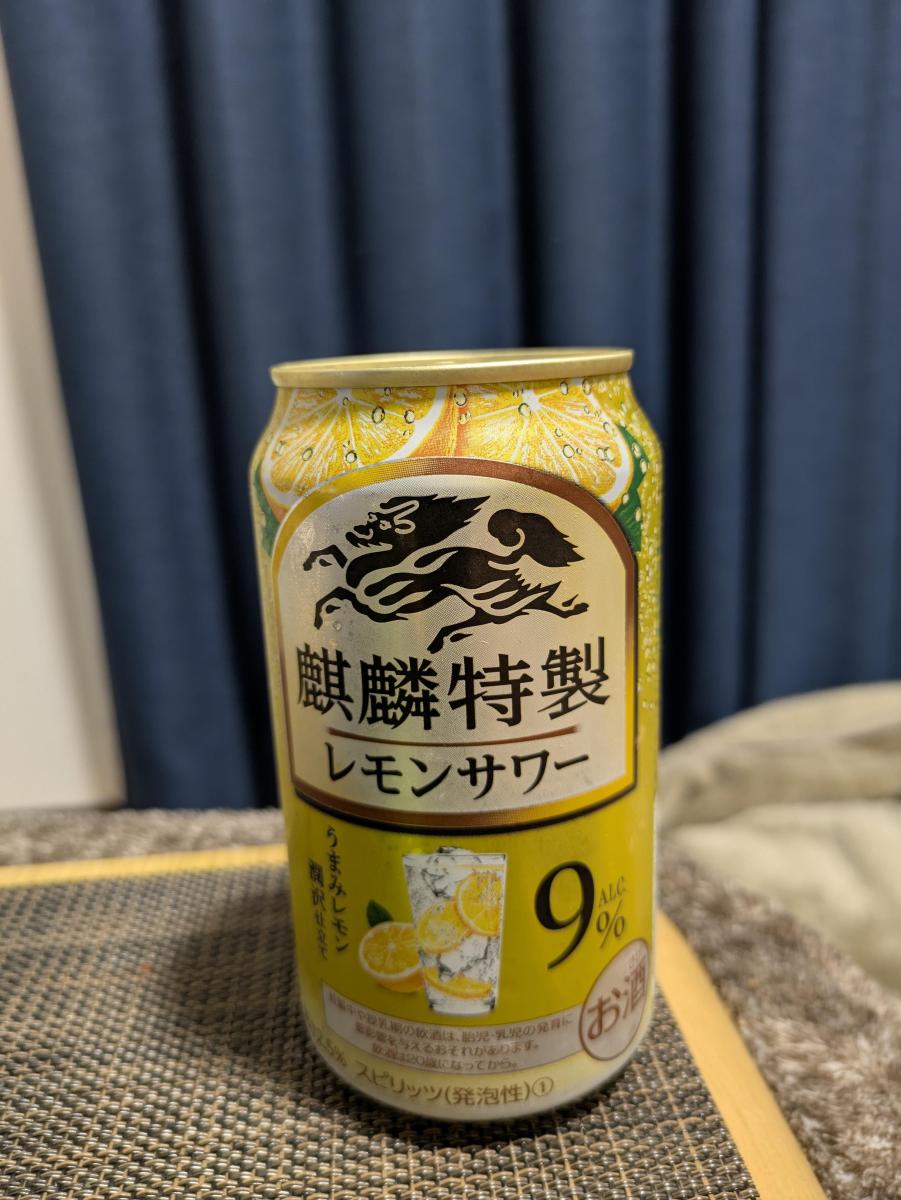 麒麟特製
レモンサワー
うまみレモン
潤沢仕立て
9
ALC.
%
お酒
妊娠中や授乳期の飲酒は、胎児・乳児の発育に
悪影響を与えるおそれがあります。
飲酒は20歳になってから。
スピリッツ(発泡性)①